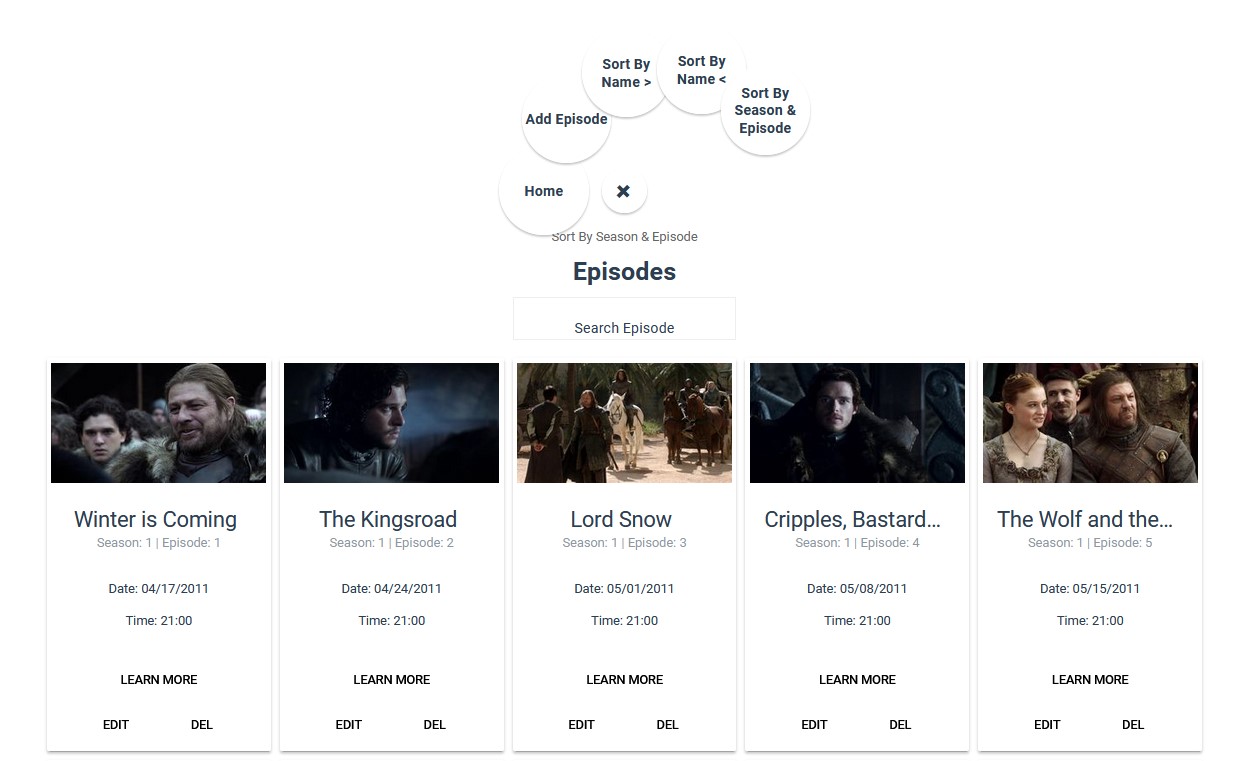 Sort By
Name >
Sort By
Name <
Sort By
Season &
Episode
Add Episode
Home
✖
Sort By Season & Episode
Episodes
Search Episode
Winter is Coming
Season: 1 | Episode: 1
Date: 04/17/2011
Time: 21:00
LEARN MORE
EDIT DEL
The Kingsroad
Season: 1 | Episode: 2
Date: 04/24/2011
Time: 21:00
LEARN MORE
EDIT DEL
Lord Snow
Season: 1 | Episode: 3
Date: 05/01/2011
Time: 21:00
LEARN MORE
EDIT DEL
Cripples, Bastard...
Season: 1 | Episode: 4
Date: 05/08/2011
Time: 21:00
LEARN MORE
EDIT DEL
The Wolf and the...
Season: 1 | Episode: 5
Date: 05/15/2011
Time: 21:00
LEARN MORE
EDIT DEL